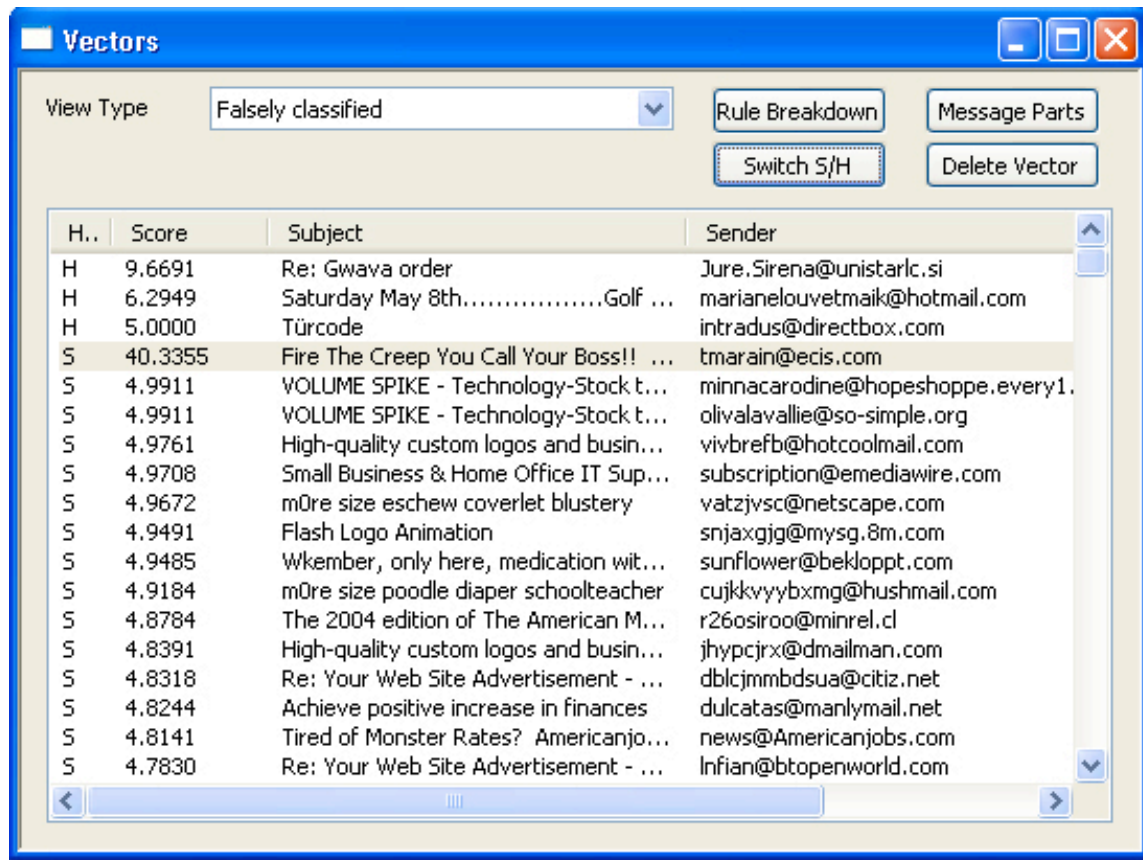 Vectors
View Type Falsely classified Rule Breakdown Message Parts
Switch S/H Delete Vector
H.. Score Subject Sender
H 9.6691 Re: Gwava order Jure.Sirena@unistarlc.si
H 6.2949 Saturday May 8th.................Golf ... marianelouvetmaik@hotmail.com
H 5.0000 Türcode intradus@directbox.com
S 40.3355 Fire The Creep You Call Your Boss!! ... tmarain@ecis.com
S 4.9911 VOLUME SPIKE - Technology-Stock t... minnacarodine@hopeshoppe.every1.
S 4.9911 VOLUME SPIKE - Technology-Stock t... olivalavallie@so-simple.org
S 4.9761 High-quality custom logos and busin... vivbrefb@hotcoolmail.com
S 4.9708 Small Business & Home Office IT Sup... subscription@emediawire.com
S 4.9672 m0re size eschew coverlet blustery vatzjvsc@netscape.com
S 4.9491 Flash Logo Animation snjaxgjg@mysg.8m.com
S 4.9485 Wkember, only here, medication wit... sunflower@bekloppt.com
S 4.9184 m0re size poodle diaper schoolteacher cujkkvyybxmg@hushmail.com
S 4.8784 The 2004 edition of The American M... r26osiroo@minrel.cl
S 4.8391 High-quality custom logos and busin... jhypcjrx@dmailman.com
S 4.8318 Re: Your Web Site Advertisement - ... dblcjmmbdsua@citiz.net
S 4.8244 Achieve positive increase in finances dulcatas@manlymail.net
S 4.8141 Tired of Monster Rates?  Americanjo... news@Americanjobs.com
S 4.7830 Re: Your Web Site Advertisement - ... lnfian@btopenworld.com